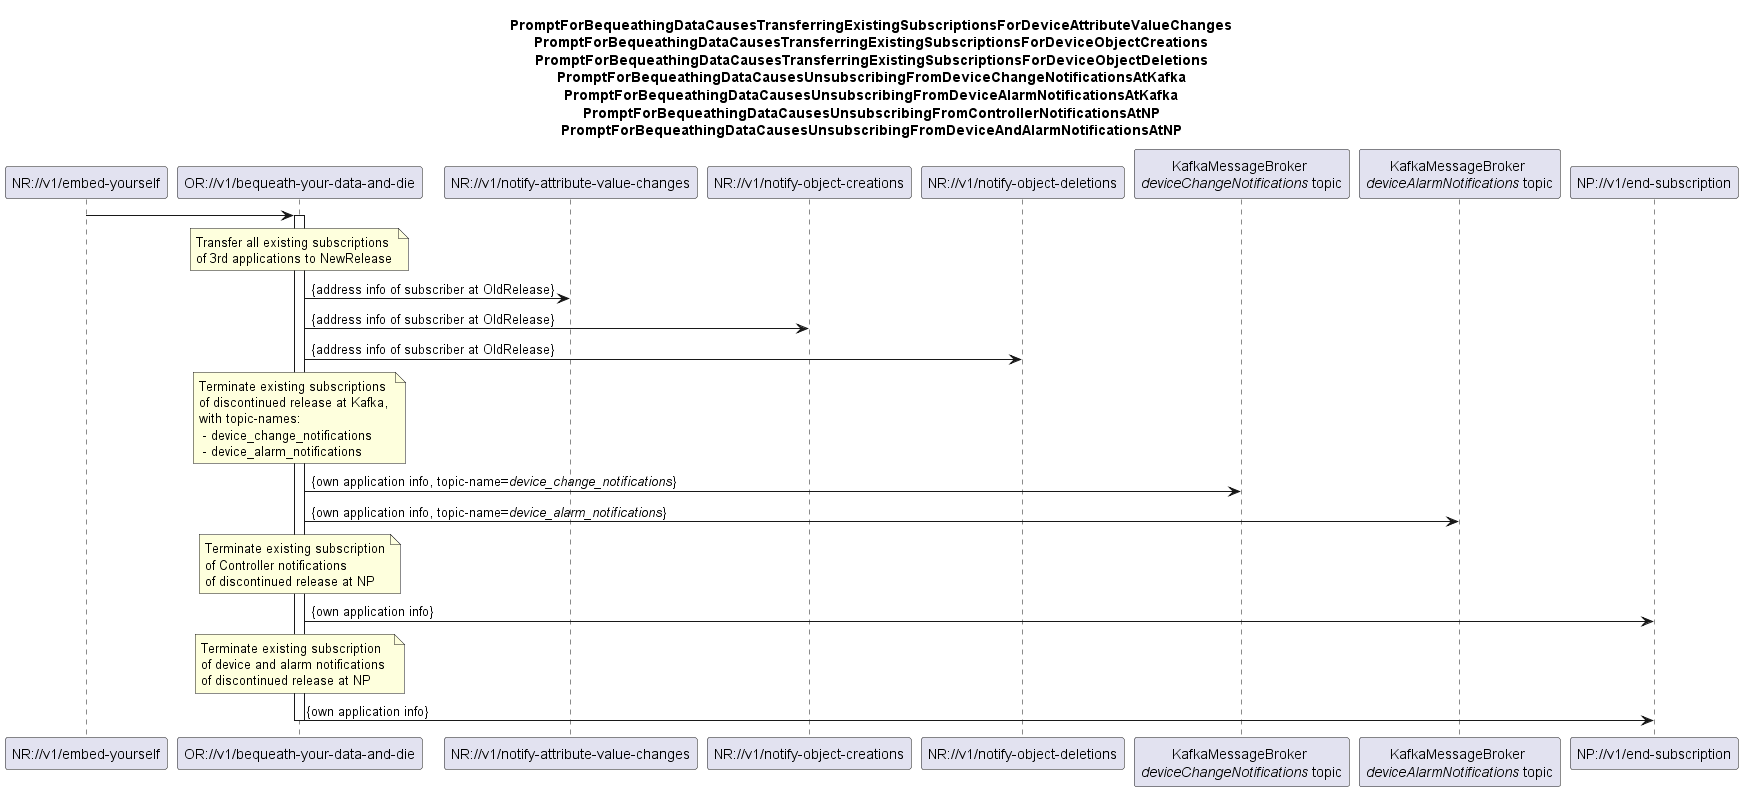 PromptForBequeathingDataCausesTransferringExistingSubscriptionsForDeviceAttributeValueChanges
PromptForBequeathingDataCausesTransferringExistingSubscriptionsForDeviceObjectCreations
PromptForBequeathingDataCausesTransferringExistingSubscriptionsForDeviceObjectDeletions
PromptForBequeathingDataCausesUnsubscribingFromDeviceChangeNotificationsAtKafka
PromptForBequeathingDataCausesUnsubscribingFromDeviceAlarmNotificationsAtKafka
PromptForBequeathingDataCausesUnsubscribingFromControllerNotificationsAtNP
PromptForBequeathingDataCausesUnsubscribingFromDeviceAndAlarmNotificationsAtNP
NR://v1/embed-yourself
OR://v1/bequeath-your-data-and-die
NR://v1/notify-attribute-value-changes
NR://v1/notify-object-creations
NR://v1/notify-object-deletions
KafkaMessageBroker
deviceChangeNotifications topic
KafkaMessageBroker
deviceAlarmNotifications topic
NP://v1/end-subscription
Transfer all existing subscriptions
of 3rd applications to NewRelease
{address info of subscriber at OldRelease}
{address info of subscriber at OldRelease}
{address info of subscriber at OldRelease}
Terminate existing subscriptions
of discontinued release at Kafka,
with topic-names:
- device_change_notifications
- device_alarm_notifications
{own application info, topic-name=device_change_notifications}
{own application info, topic-name=device_alarm_notifications}
Terminate existing subscription
of Controller notifications
of discontinued release at NP
{own application info}
Terminate existing subscription
of device and alarm notifications
of discontinued release at NP
{own application info}
NR://v1/embed-yourself
OR://v1/bequeath-your-data-and-die
NR://v1/notify-attribute-value-changes
NR://v1/notify-object-creations
NR://v1/notify-object-deletions
KafkaMessageBroker
deviceChangeNotifications topic
KafkaMessageBroker
deviceAlarmNotifications topic
NP://v1/end-subscription